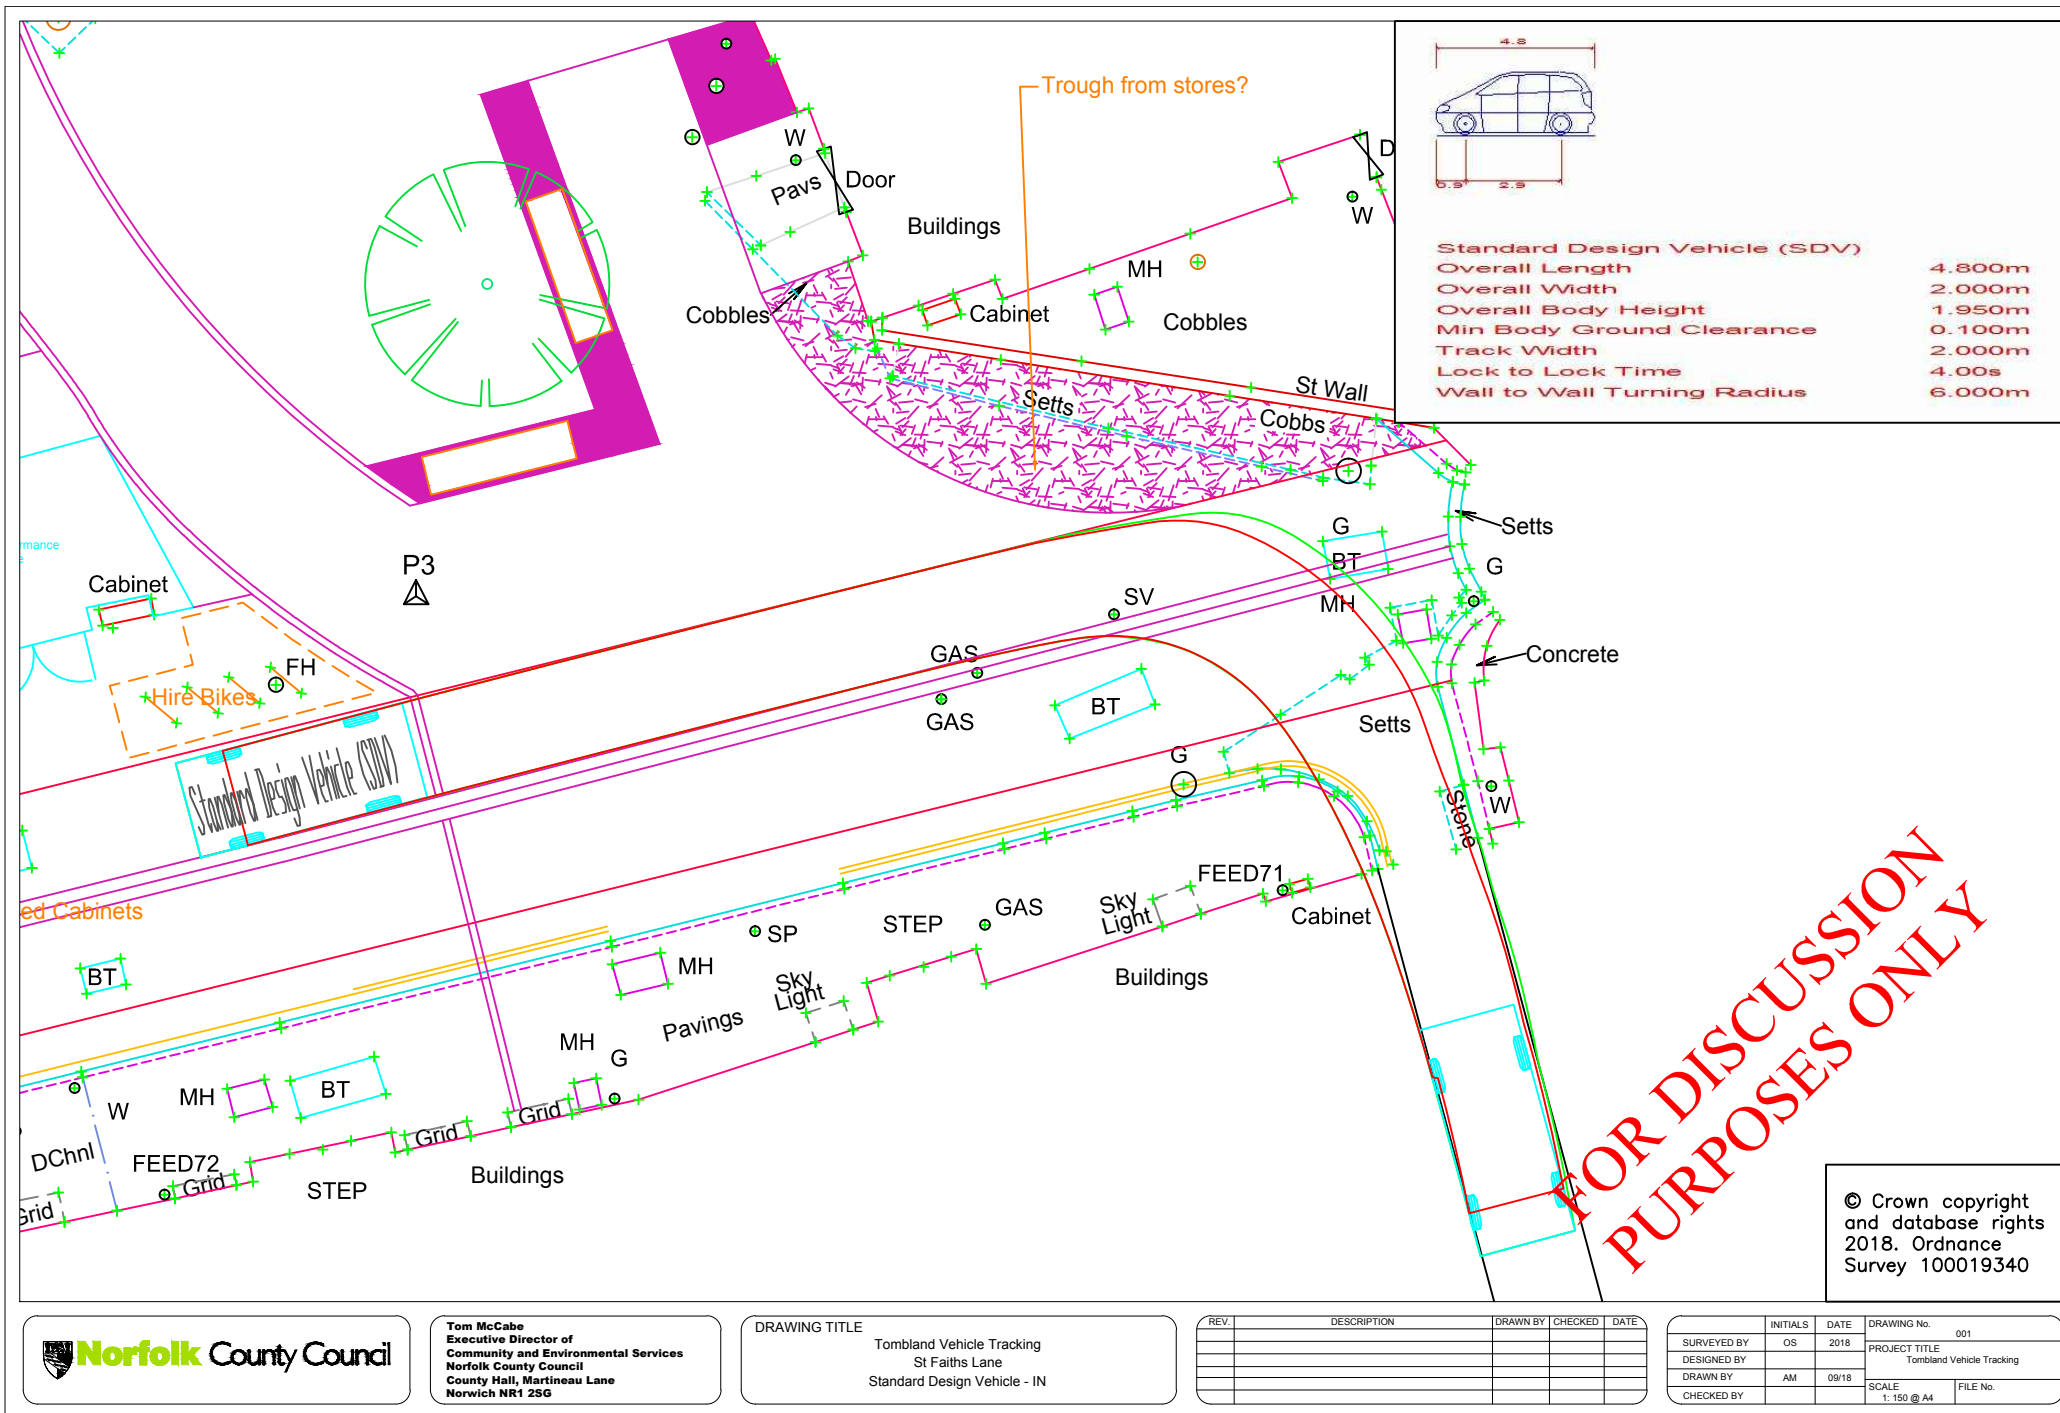 Trough from stores?
4.8
0.9
2.9
Standard Design Vehicle (SDV)
Overall Length 4.800m
Overall Width 2.000m
Overall Body Height 1.950m
Min Body Ground Clearance 0.100m
Track Width 2.000m
Lock to Lock Time 4.00s
Wall to Wall Turning Radius 6.000m
W
Door
Pavs
Buildings
D
W
MH
Cobbles
Cabinet
Cobbles
St Wall
Setts
Cobbs
G
Setts
BT
G
P3
Cabinet
SV
MH
FH
GAS
Concrete
Hire Bikes
GAS
BT
Setts
Standard Design Vehicle (SDV)
G
Stone
W
FEED71
Sky
Light
Cabinet
ed Cabinets
GAS
STEP
SP
BT
MH
Sky
Light
Buildings
Pavings
MH
G
MH
BT
W
Grid
Grid
DChnl
FEED72
Grid
STEP
Buildings
Grid
FOR DISCUSSION
PURPOSES ONLY
© Crown copyright
and database rights
2018. Ordnance
Survey 100019340
Norfolk County Council
Tom McCabe
Executive Director of
Community and Environmental Services
Norfolk County Council
County Hall, Martineau Lane
Norwich NR1 2SG
DRAWING TITLE
Tombland Vehicle Tracking
St Faiths Lane
Standard Design Vehicle - IN
REV. DESCRIPTION DRAWN BY CHECKED DATE
INITIALS DATE
SURVEYED BY OS 2018
DESIGNED BY
DRAWN BY AM 09/18
CHECKED BY
DRAWING No.
001
PROJECT TITLE
Tombland Vehicle Tracking
SCALE
1: 150 @ A4
FILE No.